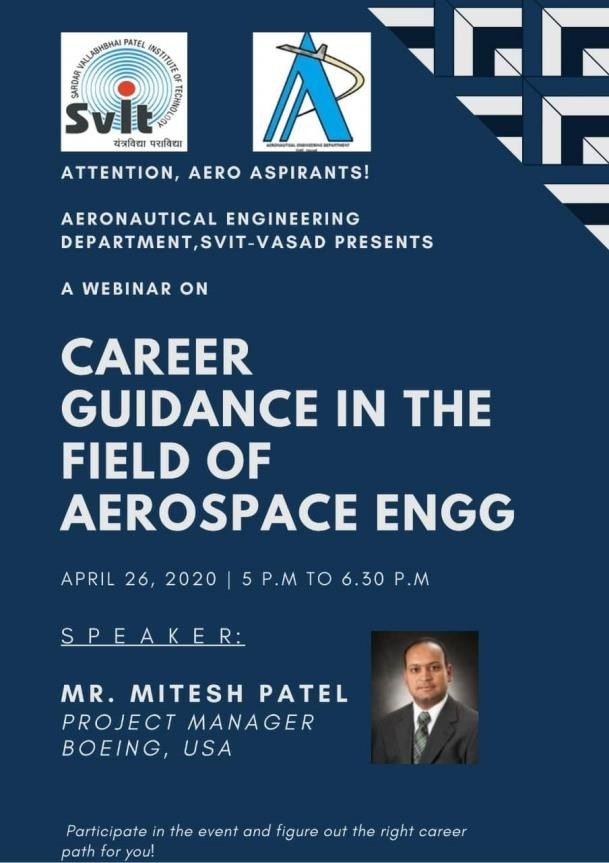 SARDAR VALLABHBHAI PATEL INSTITUTE OF TECHNOLOGY
SVIT
यंत्रविद्या पराविद्या
AERONAUTICAL ENGINEERING DEPARTMENT
ATTENTION, AERO ASPIRANTS!
AERONAUTICAL ENGINEERING
DEPARTMENT,SVIT-VASAD PRESENTS
A WEBINAR ON
CAREER
GUIDANCE IN THE
FIELD OF
AEROSPACE ENGG
APRIL 26, 2020 | 5 P.M TO 6.30 P.M
SPEAKER:
MR. MITESH PATEL
PROJECT MANAGER
BOEING, USA
Participate in the event and figure out the right career
path for you!